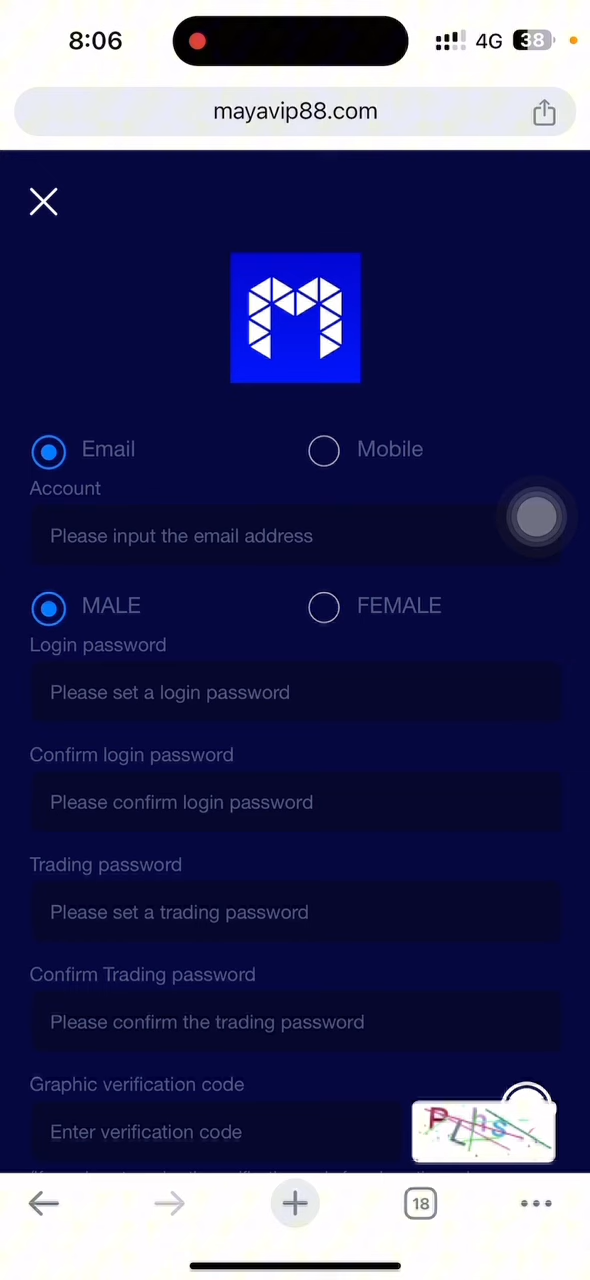 8:06
4G
38
mayavip88.com
Email
Mobile
Account
Please input the email address
MALE
FEMALE
Login password
Please set a login password
Confirm login password
Please confirm login password
Trading password
Please set a trading password
Confirm Trading password
Please confirm the trading password
Graphic verification code
Enter verification code
18